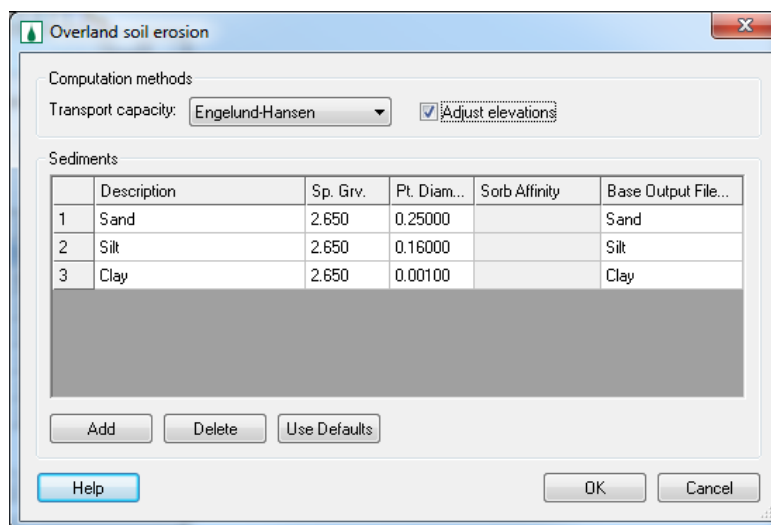 Overland soil erosion
Computation methods
Transport capacity: Engelund-Hansen Adjust elevations
Sediments
Description Sp. Grv. Pt. Diam... Sorb Affinity Base Output File...
1 Sand 2.650 0.25000 Sand
2 Silt 2.650 0.16000 Silt
3 Clay 2.650 0.00100 Clay
Add Delete Use Defaults
Help OK Cancel